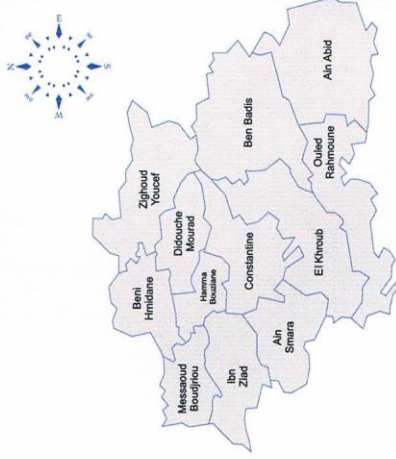 E
S
N
W
Ain Abid
Ben Badis
Ouled
Rahmoune
Zighoud
Youcef
Didouche
Mourad
El Khroub
Constantine
Hamma
Bouziane
Beni
Hmidane
Ain
Smara
Ibn
Ziad
Messaoud
Boudjriou